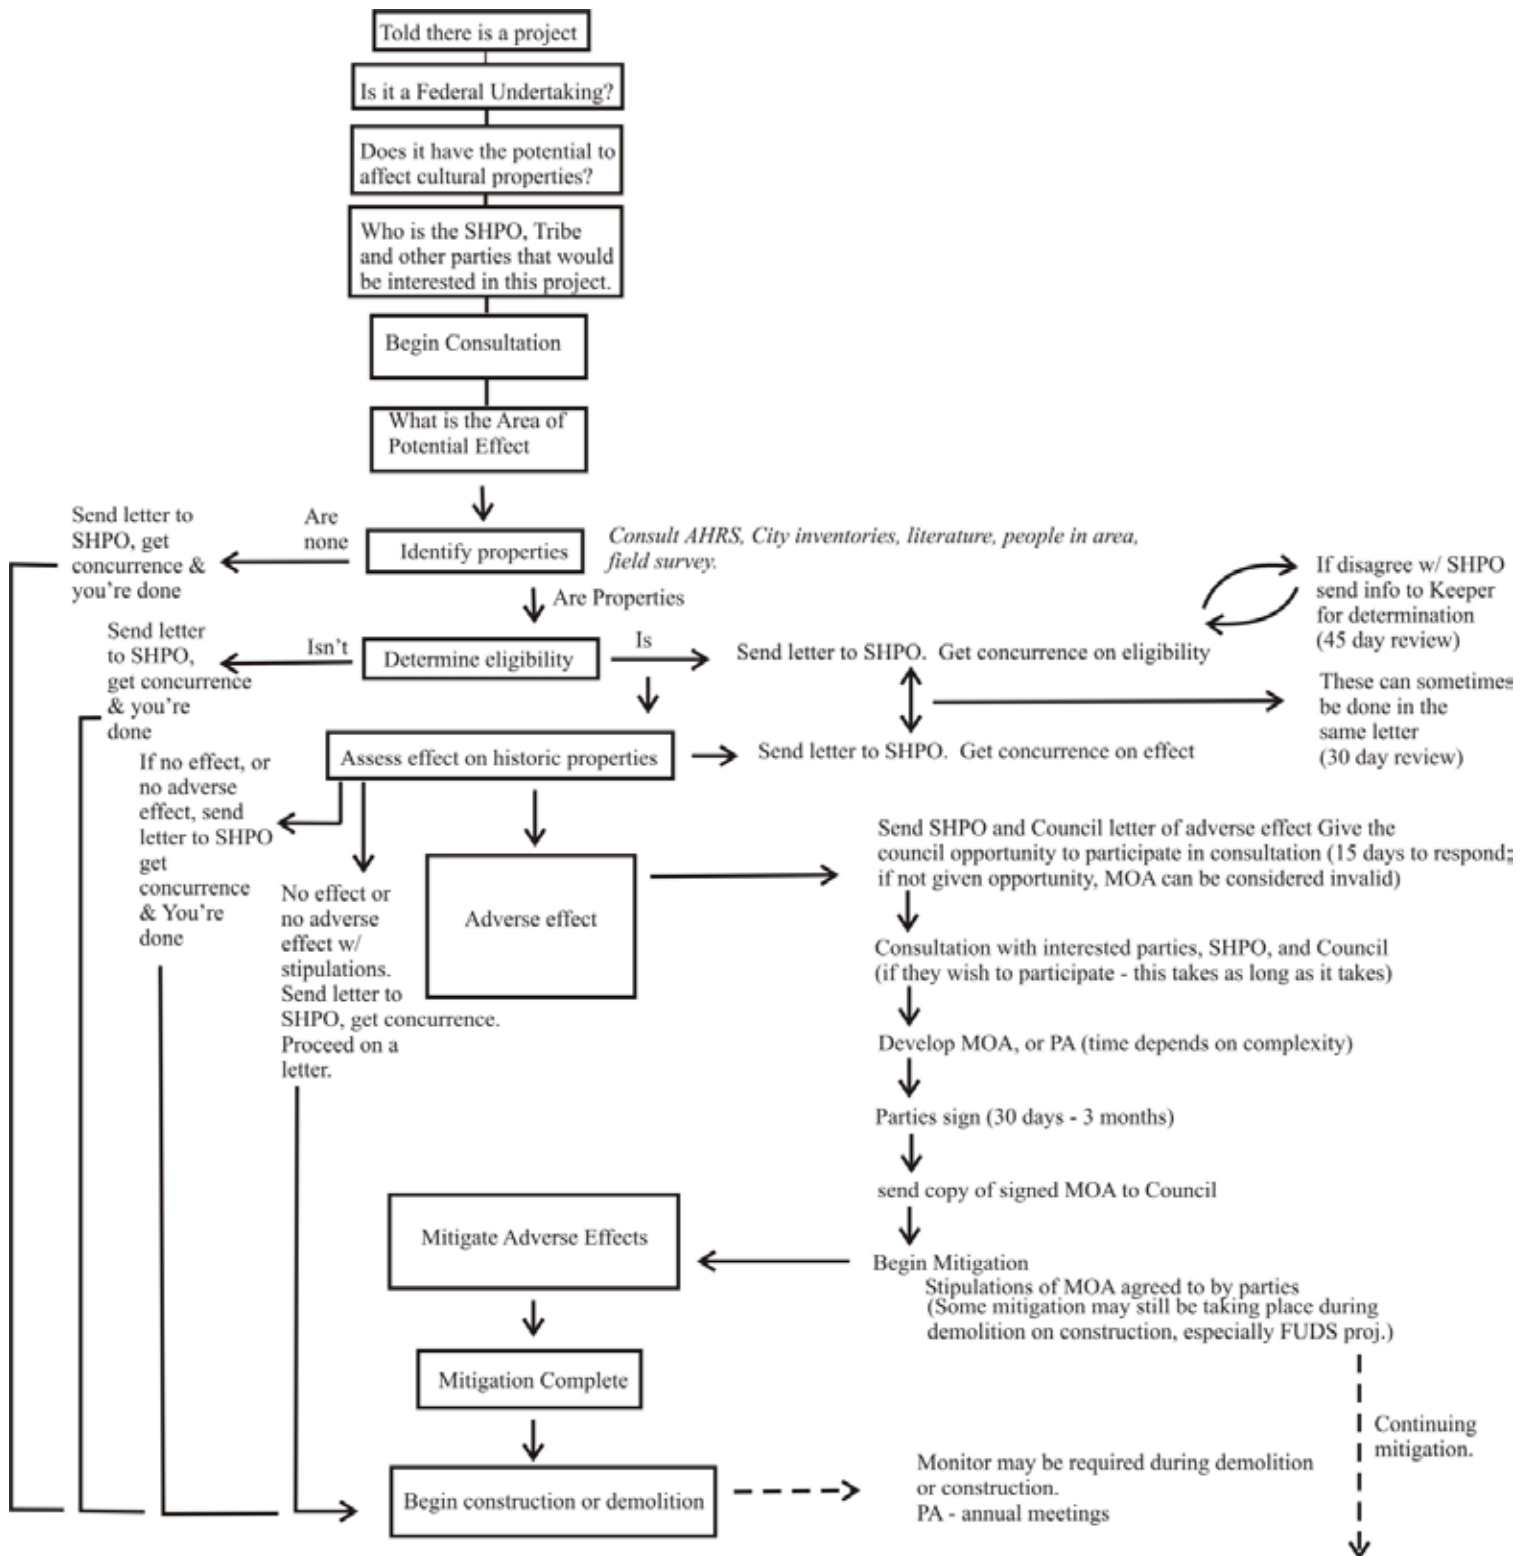 Told there is a project
Is it a Federal Undertaking?
Does it have the potential to
affect cultural properties?
Who is the SHPO, Tribe
and other parties that would
be interested in this project.
Begin Consultation
What is the Area of
Potential Effect
Send letter to
SHPO, get
concurrence &
you're done
Are
none
Identify properties
Consult AHRS, City inventories, literature, people in area,
field survey.
Are Properties
If disagree w/ SHPO
send info to Keeper
for determination
(45 day review)
Send letter
to SHPO,
get concurrence
& you're
done
Isn't
Determine eligibility
Is
Send letter to SHPO. Get concurrence on eligibility
These can sometimes
be done in the
same letter
(30 day review)
Assess effect on historic properties
Send letter to SHPO. Get concurrence on effect
If no effect, or
no adverse
effect, send
letter to SHPO
get
concurrence
& You're
done
No effect or
no adverse
effect w/
stipulations.
Send letter to
SHPO, get concurrence.
Proceed on a
letter.
Adverse effect
Send SHPO and Council letter of adverse effect Give the
council opportunity to participate in consultation (15 days to respond;
if not given opportunity, MOA can be considered invalid)
Consultation with interested parties, SHPO, and Council
(if they wish to participate - this takes as long as it takes)
Develop MOA, or PA (time depends on complexity)
Parties sign (30 days - 3 months)
send copy of signed MOA to Council
Begin Mitigation
Stipulations of MOA agreed to by parties
(Some mitigation may still be taking place during
demolition on construction, especially FUDS proj.)
Mitigate Adverse Effects
Mitigation Complete
Continuing
mitigation.
Begin construction or demolition
Monitor may be required during demolition
or construction.
PA - annual meetings